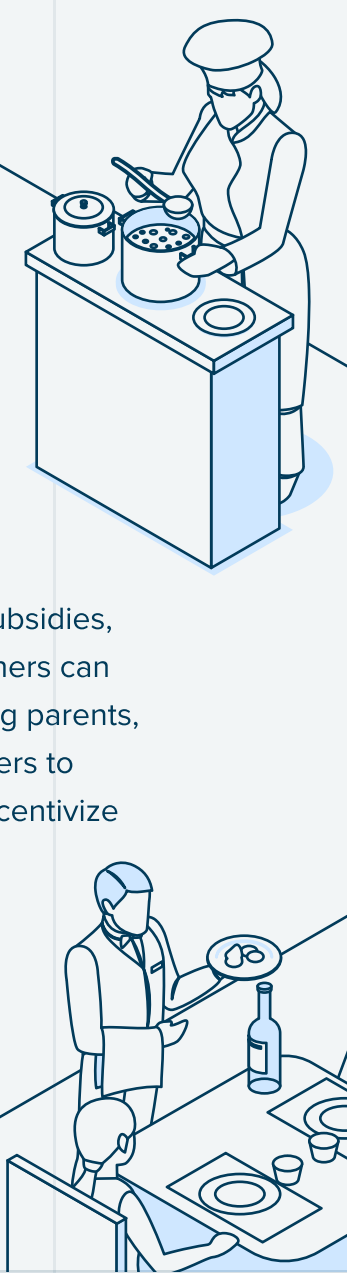 ubsidies,
ners can
g parents,
ers to
centivize